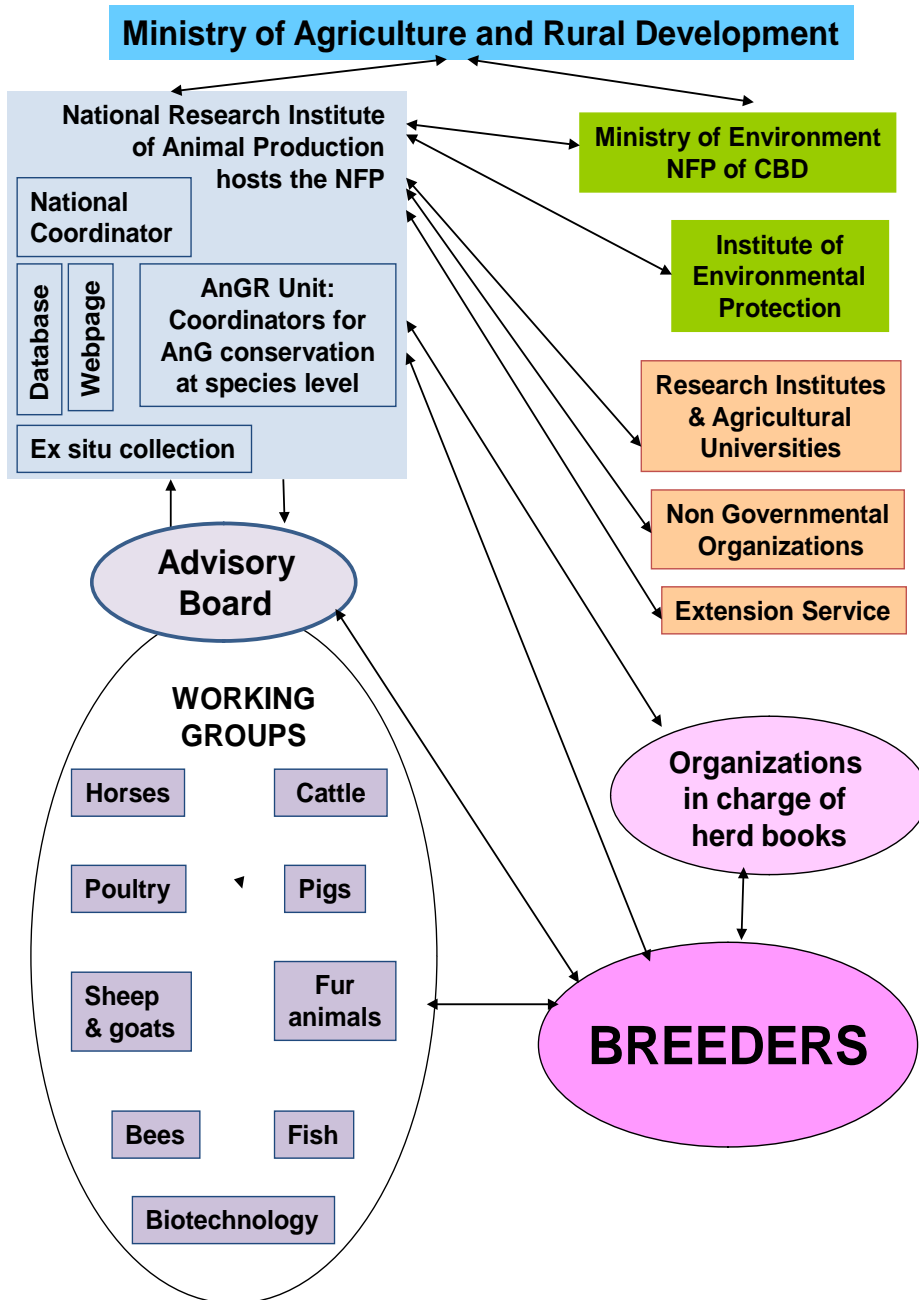 Ministry of Agriculture and Rural Development
National Research Institute
of Animal Production
hosts the NFP
National
Coordinator
Database
Webpage
AnGR Unit:
Coordinators for
AnG conservation
at species level
Ex situ collection
Ministry of Environment
NFP of CBD
Institute of
Environmental
Protection
Research Institutes
& Agricultural
Universities
Non Governmental
Organizations
Extension Service
Advisory
Board
WORKING
GROUPS
Horses
Cattle
Poultry
Pigs
Sheep
& goats
Fur
animals
Bees
Fish
Biotechnology
Organizations
in charge of
herd books
BREEDERS